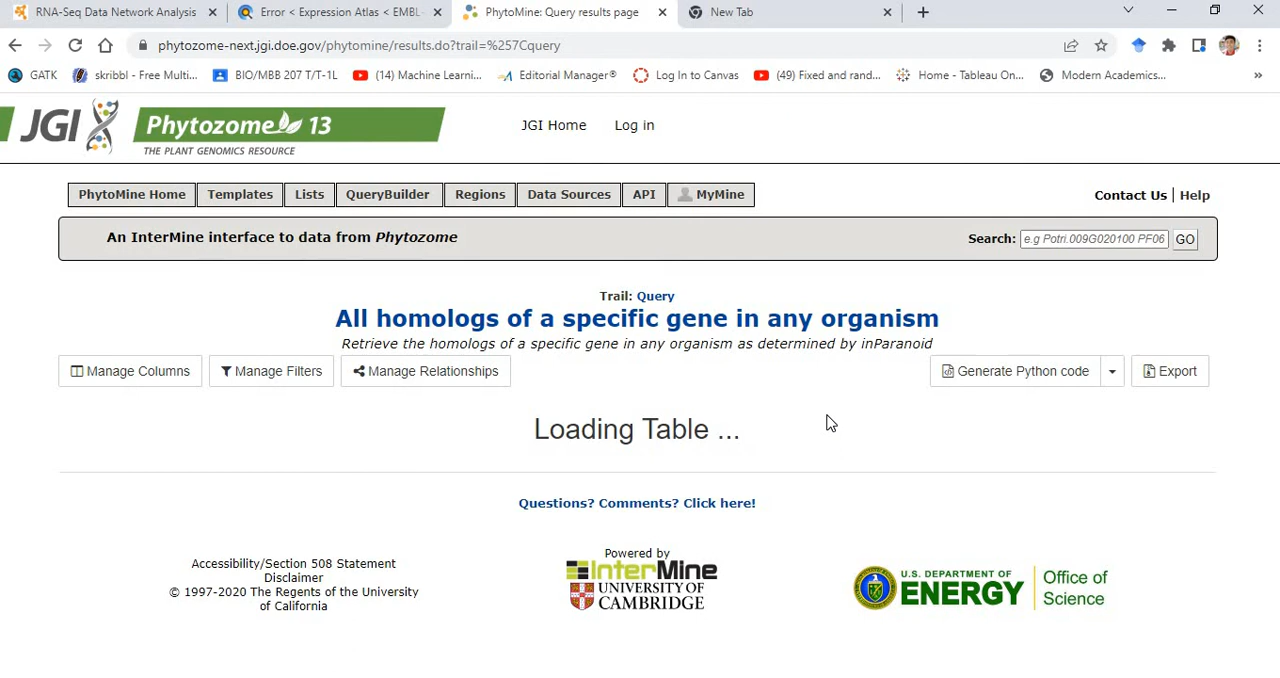 RNA-Seq Data Network Analysis
Error < Expression Atlas < EMBL-
PhytoMine: Query results page
New Tab
phytozome-next.jgi.doe.gov/phytomine/results.do?trail=%257Cquery
GATK
skribbl - Free Multi...
BIO/MBB 207 T/T-1L
(14) Machine Learni...
Editorial Manager®
Log In to Canvas
(49) Fixed and rand...
Home - Tableau On...
Modern Academics...
»
JGI
Phytozome 13
THE PLANT GENOMICS RESOURCE
JGI Home
Log in
PhytoMine Home
Templates
Lists
QueryBuilder
Regions
Data Sources
API
MyMine
Contact Us | Help
An InterMine interface to data from Phytozome
Search: e.g Potri.009G020100 PF06 GO
Trail: Query
All homologs of a specific gene in any organism
Retrieve the homologs of a specific gene in any organism as determined by inParanoid
Manage Columns
Manage Filters
Manage Relationships
Generate Python code
Export
Loading Table ...
Questions? Comments? Click here!
Accessibility/Section 508 Statement
Disclaimer
© 1997-2020 The Regents of the University
of California
Powered by
InterMine
UNIVERSITY OF
CAMBRIDGE
U.S. DEPARTMENT OF
ENERGY
Office of
Science